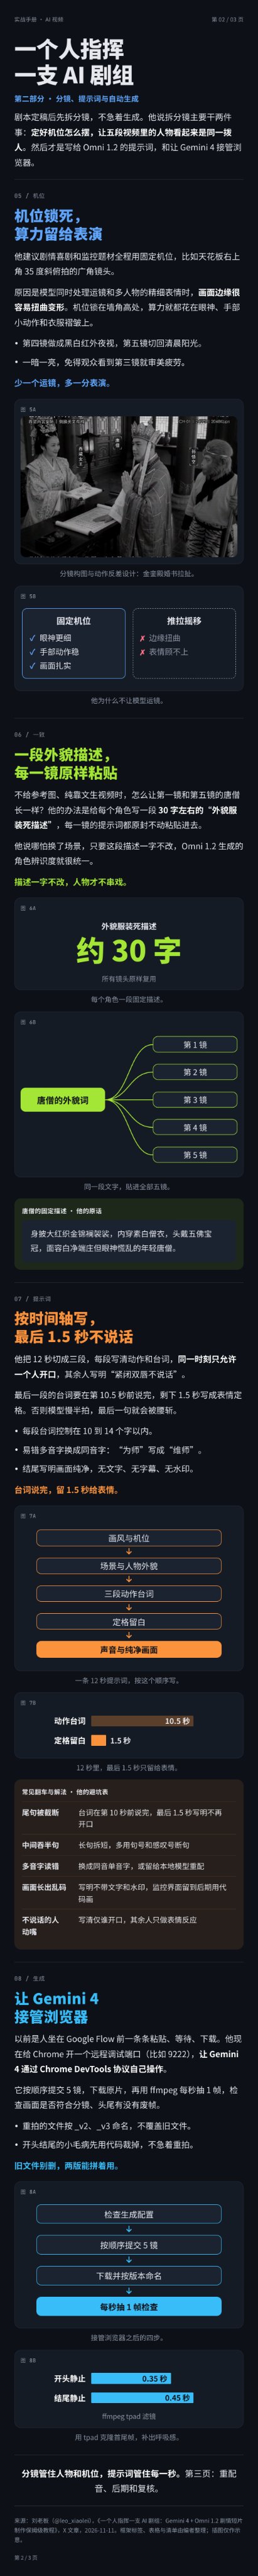 实战手册 · AI 视频
第 02 / 03 页
一个人指挥
一支 AI 剧组
第二部分 · 分镜、提示词与自动生成
剧本定稿后先拆分镜，不急着生成。他说拆分镜主要干两件
事：定好机位怎么摆，让五段视频里的人物看起来是同一拨
人。然后才是写给 Omni 1.2 的提示词，和让 Gemini 4 接管浏
览器。
05 / 机位
机位锁死，
算力留给表演
他建议剧情喜剧和监控题材全程用固定机位，比如天花板右上
角 35 度斜俯拍的广角镜头。
原因是模型同时处理运镜和多人物的精细表情时，画面边缘很
容易扭曲变形。机位锁在墙角高处，算力就都花在眼神、手部
小动作和衣服褶皱上。
• 第四镜做成黑白红外夜视，第五镜切回清晨阳光。
• 一暗一亮，免得观众看到第三镜就审美疲劳。
少一个运镜，多一分表演。
图 5A
分镜构图与动作反差设计：金銮殿婚书拉扯。
图 5B
固定机位
✓ 眼神更细
✓ 手部动作稳
✓ 画面扎实
推拉摇移
✗ 边缘扭曲
✗ 表情顾不上
他为什么不让模型运镜。
06 / 一致
一段外貌描述，
每一镜原样粘贴
不给参考图、纯靠文生视频时，怎么让第一镜和第五镜的唐僧
长一样？他的办法是给每个角色写一段 30 字左右的“外貌服
装死描述”，每一镜的提示词都原封不动粘贴进去。
他说哪怕换了场景，只要这段描述一字不改，Omni 1.2 生成的
角色辨识度就很统一。
描述一字不改，人物才不串戏。
图 6A
外貌服装死描述
约 30 字
所有镜头原样复用
每个角色一段固定描述。
图 6B
唐僧的外貌词
第 1 镜
第 2 镜
第 3 镜
第 4 镜
第 5 镜
同一段文字，贴进全部五镜。
唐僧的固定描述 · 他的原话
身披大红织金锦襕袈裟，内穿素白僧衣，头戴五佛宝
冠，面容白净端庄但眼神慌乱的年轻唐僧。
07 / 提示词
按时间轴写，
最后 1.5 秒不说话
他把 12 秒切成三段，每段写清动作和台词，同一时刻只允许
一个人开口，其余人写明“紧闭双唇不说话”。
最后一段的台词要在第 10.5 秒前说完，剩下 1.5 秒写成表情定
格。否则模型慢半拍，最后一句就会被腰斩。
• 每段台词控制在 10 到 14 个字以内。
• 易错多音字换成同音字：“为师”写成“维师”。
• 结尾写明画面纯净，无文字、无字幕、无水印。
台词说完，留 1.5 秒给表情。
图 7A
画风与机位
↓
场景与人物外貌
↓
三段动作台词
↓
定格留白
↓
声音与纯净画面
一条 12 秒提示词，按这个顺序写。
图 7B
动作台词 10.5 秒
定格留白 1.5 秒
12 秒里，最后 1.5 秒只留给表情。
常见翻车与解法 · 他的避坑表
尾句被截断 台词在第 10 秒前说完，最后 1.5 秒写明不再
开口
中间吞半句 长句拆短，多用句号和感叹号断句
多音字读错 换成同音单音字，或留给本地模型重配
画面长出乱码 写明不带文字和水印，监控界面留到后期用代
码画
不说话的人 写清仅谁开口，其余人只做表情反应
动嘴
08 / 生成
让 Gemini 4
接管浏览器
以前是人坐在 Google Flow 前一条条粘贴、等待、下载。他现
在给 Chrome 开一个远程调试端口（比如 9222），让 Gemini
4 通过 Chrome DevTools 协议自己操作。
它按顺序提交 5 镜，下载原片，再用 ffmpeg 每秒抽 1 帧，检
查画面是否符合分镜、头尾有没有废帧。
• 重拍的文件按 _v2、_v3 命名，不覆盖旧文件。
• 开头结尾的小毛病先用代码裁掉，不急着重拍。
旧文件别删，两版能拼着用。
图 8A
检查生成配置
↓
按顺序提交 5 镜
↓
下载并按版本命名
↓
每秒抽 1 帧检查
接管浏览器之后的四步。
图 8B
开头静止 0.35 秒
结尾静止 0.45 秒
ffmpeg tpad 滤镜
用 tpad 克隆首尾帧，补出呼吸感。
分镜管住人物和机位，提示词管住每一秒。第三页：重配
音、后期和复核。
第 2 / 3 页